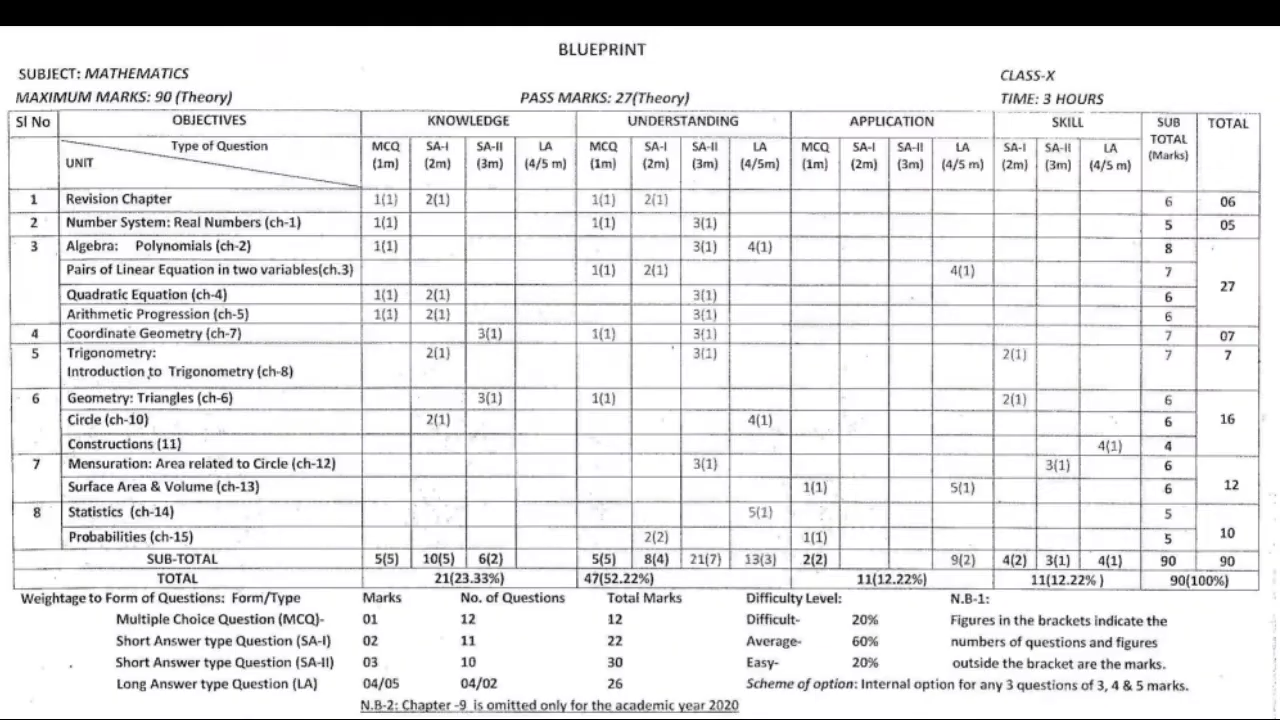 BLUEPRINT
SUBJECT: MATHEMATICS CLASS-X
MAXIMUM MARKS: 90 (Theory) PASS MARKS: 27(Theory) TIME: 3 HOURS
Sl No OBJECTIVES KNOWLEDGE UNDERSTANDING APPLICATION SKILL SUB TOTAL (Marks) TOTAL
Type of Question MCQ (1m) SA-I (2m) SA-II (3m) LA (4/5 m) MCQ (1m) SA-I (2m) SA-II (3m) LA (4/5m) MCQ (1m) SA-I (2m) SA-II (3m) LA (4/5 m) SA-I (2m) SA-II (3m) LA (4/5 m)
UNIT
1 Revision Chapter 1(1) 2(1) 1(1) 2(1) 6 06
2 Number System: Real Numbers (ch-1) 1(1) 1(1) 3(1) 5 05
3 Algebra: Polynomials (ch-2) 1(1) 3(1) 4(1) 8
Pairs of Linear Equation in two variables(ch.3) 1(1) 2(1) 4(1) 7
27
Quadratic Equation (ch-4) 1(1) 2(1) 3(1) 6
Arithmetic Progression (ch-5) 1(1) 2(1) 3(1) 6
4 Coordinate Geometry (ch-7) 3(1) 1(1) 3(1) 7 07
5 Trigonometry: 2(1) 3(1) 2(1) 7 7
Introduction to Trigonometry (ch-8)
6 Geometry: Triangles (ch-6) 3(1) 1(1) 2(1) 6
Circle (ch-10) 2(1) 4(1) 6 16
Constructions (11) 4(1) 4
7 Mensuration: Area related to Circle (ch-12) 3(1) 3(1) 6
Surface Area & Volume (ch-13) 1(1) 5(1) 6 12
8 Statistics (ch-14) 5(1) 5
Probabilities (ch-15) 2(2) 1(1) 5 10
SUB-TOTAL 5(5) 10(5) 6(2) 5(5) 8(4) 21(7) 13(3) 2(2) 9(2) 4(2) 3(1) 4(1) 90 90
TOTAL 21(23.33%) 47(52.22%) 11(12.22%) 11(12.22% ) 90(100%)
Weightage to Form of Questions: Form/Type Marks No. of Questions Total Marks Difficulty Level: N.B-1:
Multiple Choice Question (MCQ)- 01 12 12 Difficult- 20% Figures in the brackets indicate the
Short Answer type Question (SA-I) 02 11 22 Average- 60% numbers of questions and figures
Short Answer type Question (SA-II) 03 10 30 Easy- 20% outside the bracket are the marks.
Long Answer type Question (LA) 04/05 04/02 26 Scheme of option: Internal option for any 3 questions of 3, 4 & 5 marks.
N.B-2: Chapter -9 is omitted only for the academic year 2020